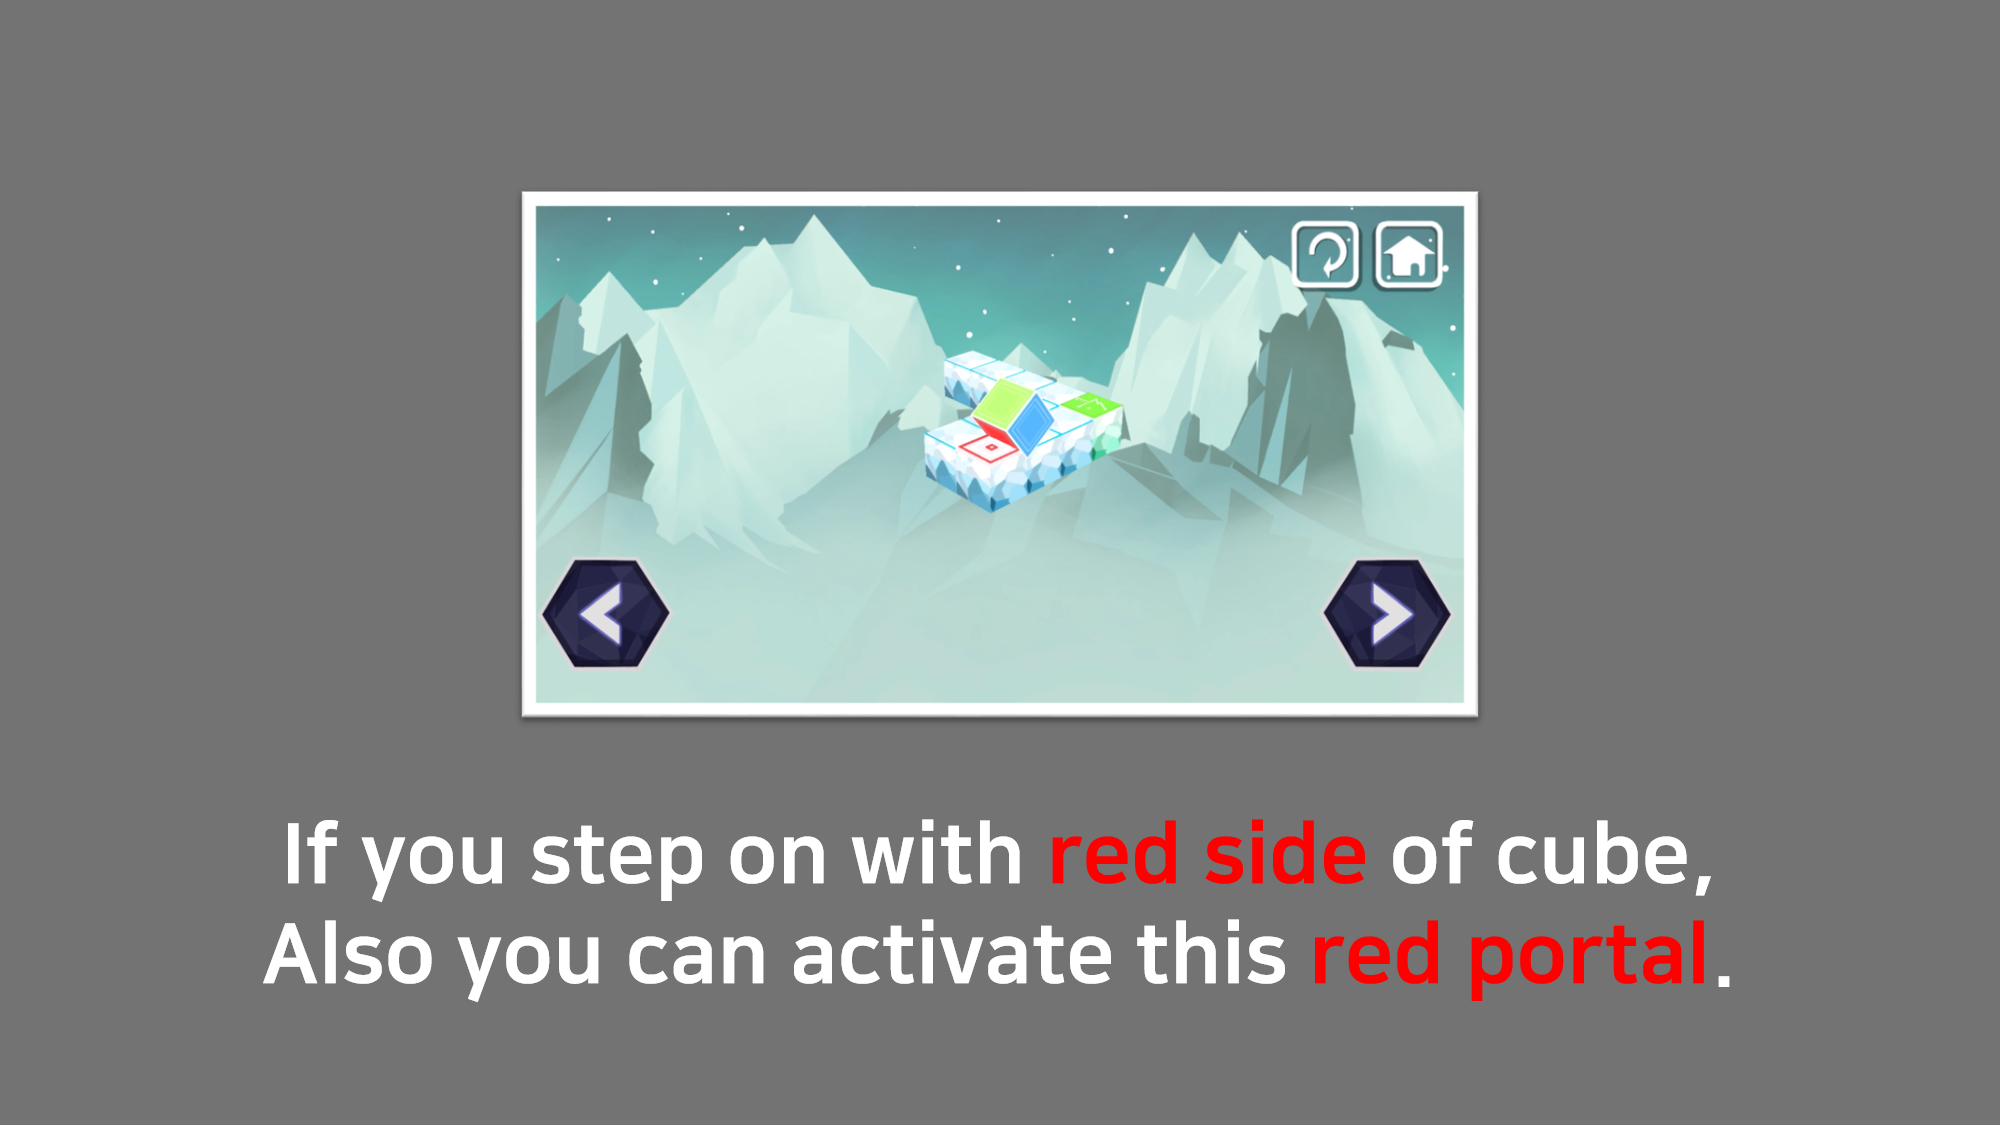 If you step on with red side of cube,
Also you can activate this red portal.